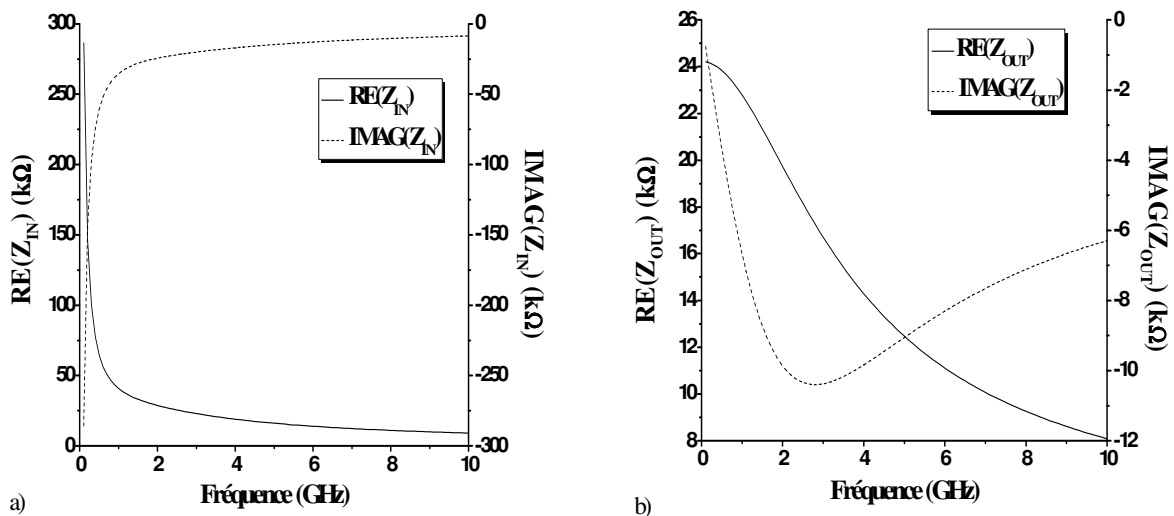 300
250
200
150
100
50
0
RE(Z_IN) (kΩ)
0
-50
-100
-150
-200
-250
-300
IMAG(Z_IN) (kΩ)
RE(Z_IN)
IMAG(Z_IN)
0 2 4 6 8 10
Fréquence (GHz)
a)
26
24
22
20
18
16
14
12
10
8
RE(Z_OUT) (kΩ)
0
-2
-4
-6
-8
-10
-12
IMAG(Z_OUT) (kΩ)
RE(Z_OUT)
IMAG(Z_OUT)
0 2 4 6 8 10
Fréquence (GHz)
b)